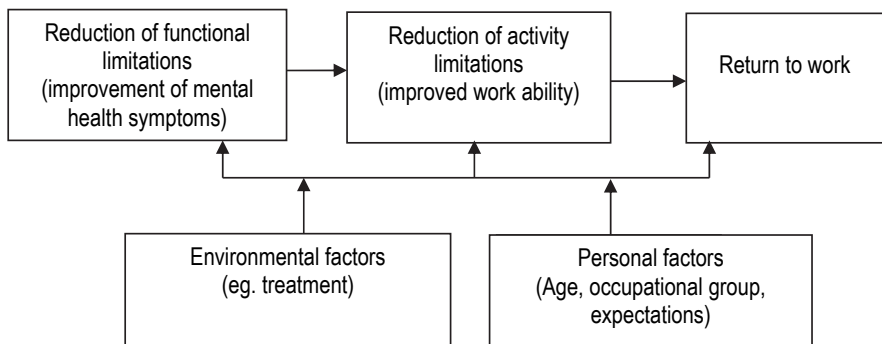 Reduction of functional
limitations
(improvement of mental
health symptoms)
Reduction of activity
limitations
(improved work ability)
Return to work
Environmental factors
(eg. treatment)
Personal factors
(Age, occupational group,
expectations)